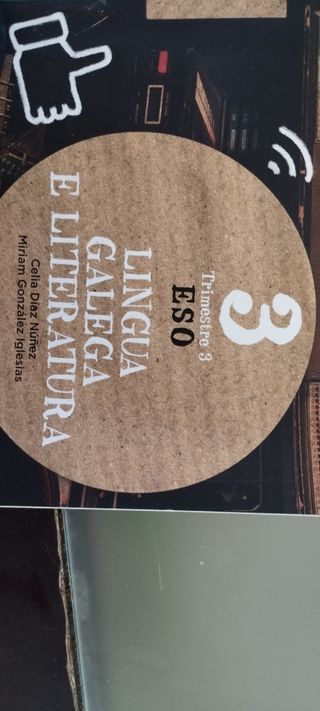 3
Trimestre 3
ESO
LINGUA
GALEGA
E LITERATURA
Celia Díaz Núñez
Miriam González Iglesias